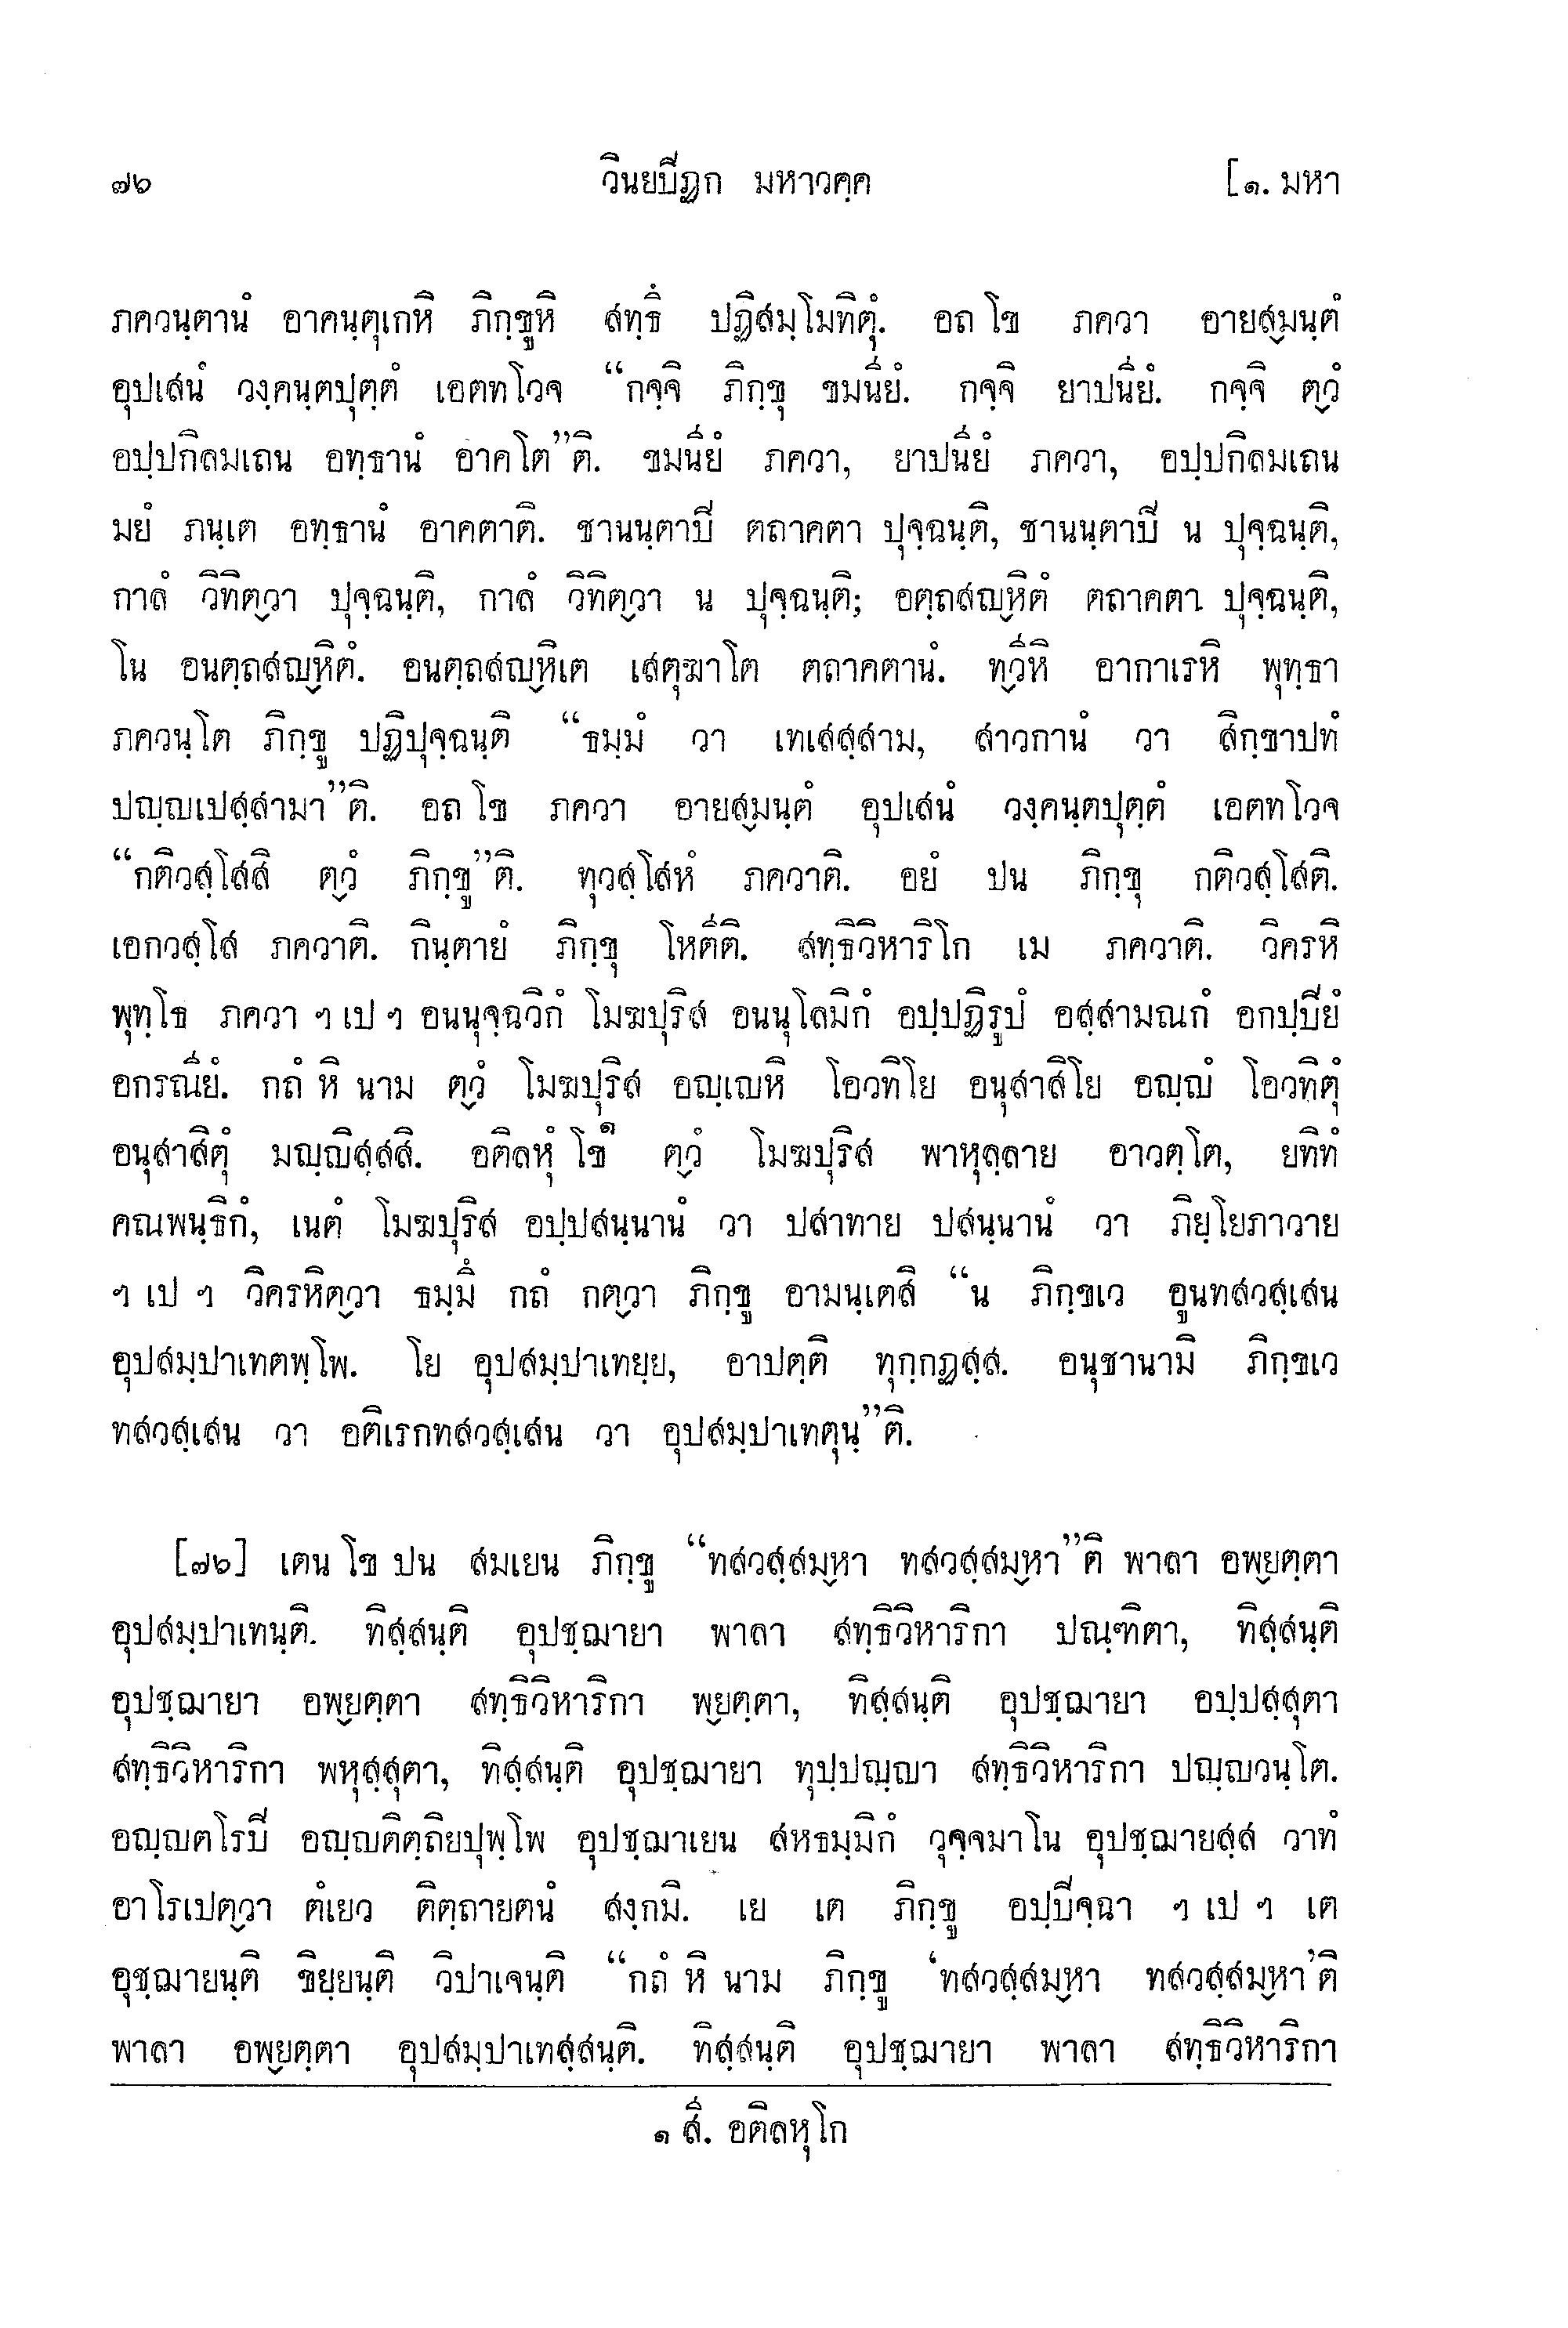 ๗๖ วินยปิฏก มหาวคฺค [๑. มหา
ภควนฺตานํ อาคนฺตุเกหิ ภิกฺขูหิ สทฺธึ ปฏิสมฺโมทิตุํ. อถ โข ภควา อายส๎มนฺตํ
อุปเสนํ วงฺคนฺตปุตฺตํ เอตทโวจ “กจฺจิ ภิกฺขุ ขมนียํ. กจฺจิ ยาปนียํ. กจฺจิ ต๎วํ
อปฺปกิลมเถน อทฺธานํ อาคโต”ติ. ขมนียํ ภควา, ยาปนียํ ภควา, อปฺปกิลมเถน
มยํ ภนฺเต อทฺธานํ อาคตาติ. ชานนฺตาปิ ตถาคตา ปุจฺฉนฺติ, ชานนฺตาปิ น ปุจฺฉนฺติ,
กาลํ วิทิต๎วา ปุจฺฉนฺติ, กาลํ วิทิต๎วา น ปุจฺฉนฺติ; อตฺถสญ๎หิตํ ตถาคตา ปุจฺฉนฺติ,
โน อนตฺถสญ๎หิตํ. อนตฺถสญ๎หิเต เสตุฆาโต ตถาคตานํ. ท๎วีหิ อากาเรหิ พุทฺธา
ภควนฺโต ภิกฺขู ปฏิปุจฺฉนฺติ “ธมฺมํ วา เทเสสฺสาม, สาวกานํ วา สิกฺขาปทํ
ปญฺญเปสฺสามา”ติ. อถ โข ภควา อายส๎มนฺตํ อุปเสนํ วงฺคนฺตปุตฺตํ เอตทโวจ
“กติวสฺโสสิ ต๎วํ ภิกฺขู”ติ. ทุวสฺโสหํ ภควาติ. อยํ ปน ภิกฺขุ กติวสฺโสติ.
เอกวสฺโส ภควาติ. กินฺตายํ ภิกฺขุ โหตีติ. สทฺธิวิหาริโก เม ภควาติ. วิครหิ
พุทฺโธ ภควา ฯ เป ฯ อนนุจฺฉวิกํ โมฆปุริส อนนุโลมิกํ อปฺปฏิรูปํ อสฺสามณกํ อกปฺปิยํ
อกรณียํ. กถํ หิ นาม ต๎วํ โมฆปุริส อญฺเญหิ โอวทิโย อนุสาสิโย อญฺญํ โอวทิตุํ
อนุสาสิตุํ มญฺญิสฺสสิ. อติลหุํ โข๑ ต๎วํ โมฆปุริส พาหุลฺลาย อาวตฺโต, ยทิทํ
คณพนฺธิกํ, เนตํ โมฆปุริส อปฺปสนฺนานํ วา ปสาทาย ปสนฺนานํ วา ภิยฺโยภาวาย
ฯ เป ฯ วิครหิต๎วา ธมฺมึ กถํ กต๎วา ภิกฺขู อามนฺเตสิ “น ภิกฺขเว อูนทสวสฺเสน
อุปสมฺปาเทตพฺโพ. โย อุปสมฺปาเทยฺย, อาปตฺติ ทุกฺกฏสฺส. อนุชานามิ ภิกฺขเว
ทสวสฺเสน วา อติเรกทสวสฺเสน วา อุปสมฺปาเทตุนฺ”ติ.
[๗๖] เตน โข ปน สมเยน ภิกฺขู “ทสวสฺสม๎หา ทสวสฺสม๎หา”ติ พาลา อพ๎ยตฺตา
อุปสมฺปาเทนฺติ. ทิสฺสนฺติ อุปชฺฌายา พาลา สทฺธิวิหาริกา ปณฺฑิตา, ทิสฺสนฺติ
อุปชฺฌายา อพ๎ยตฺตา สทฺธิวิหาริกา พ๎ยตฺตา, ทิสฺสนฺติ อุปชฺฌายา อปฺปสฺสุตา
สทฺธิวิหาริกา พหุสฺสุตา, ทิสฺสนฺติ อุปชฺฌายา ทุปฺปญฺญา สทฺธิวิหาริกา ปญฺญวนฺโต.
อญฺญตโรปิ อญฺญติตฺถิยปุพฺโพ อุปชฺฌาเยน สหธมฺมิกํ วุจฺจมาโน อุปชฺฌายสฺส วาทํ
อาโรเปต๎วา ตํเยว ติตฺถายตนํ สงฺกมิ. เย เต ภิกฺขู อปฺปิจฺฉา ฯ เป ฯ เต
อุชฺฌายนฺติ ขิยฺยนฺติ วิปาเจนฺติ “กถํ หิ นาม ภิกฺขู ‘ทสวสฺสม๎หา ทสวสฺสม๎หา’ติ
พาลา อพ๎ยตฺตา อุปสมฺปาเทสฺสนฺติ. ทิสฺสนฺติ อุปชฺฌายา พาลา สทฺธิวิหาริกา
๑ สี. อติลหุโก